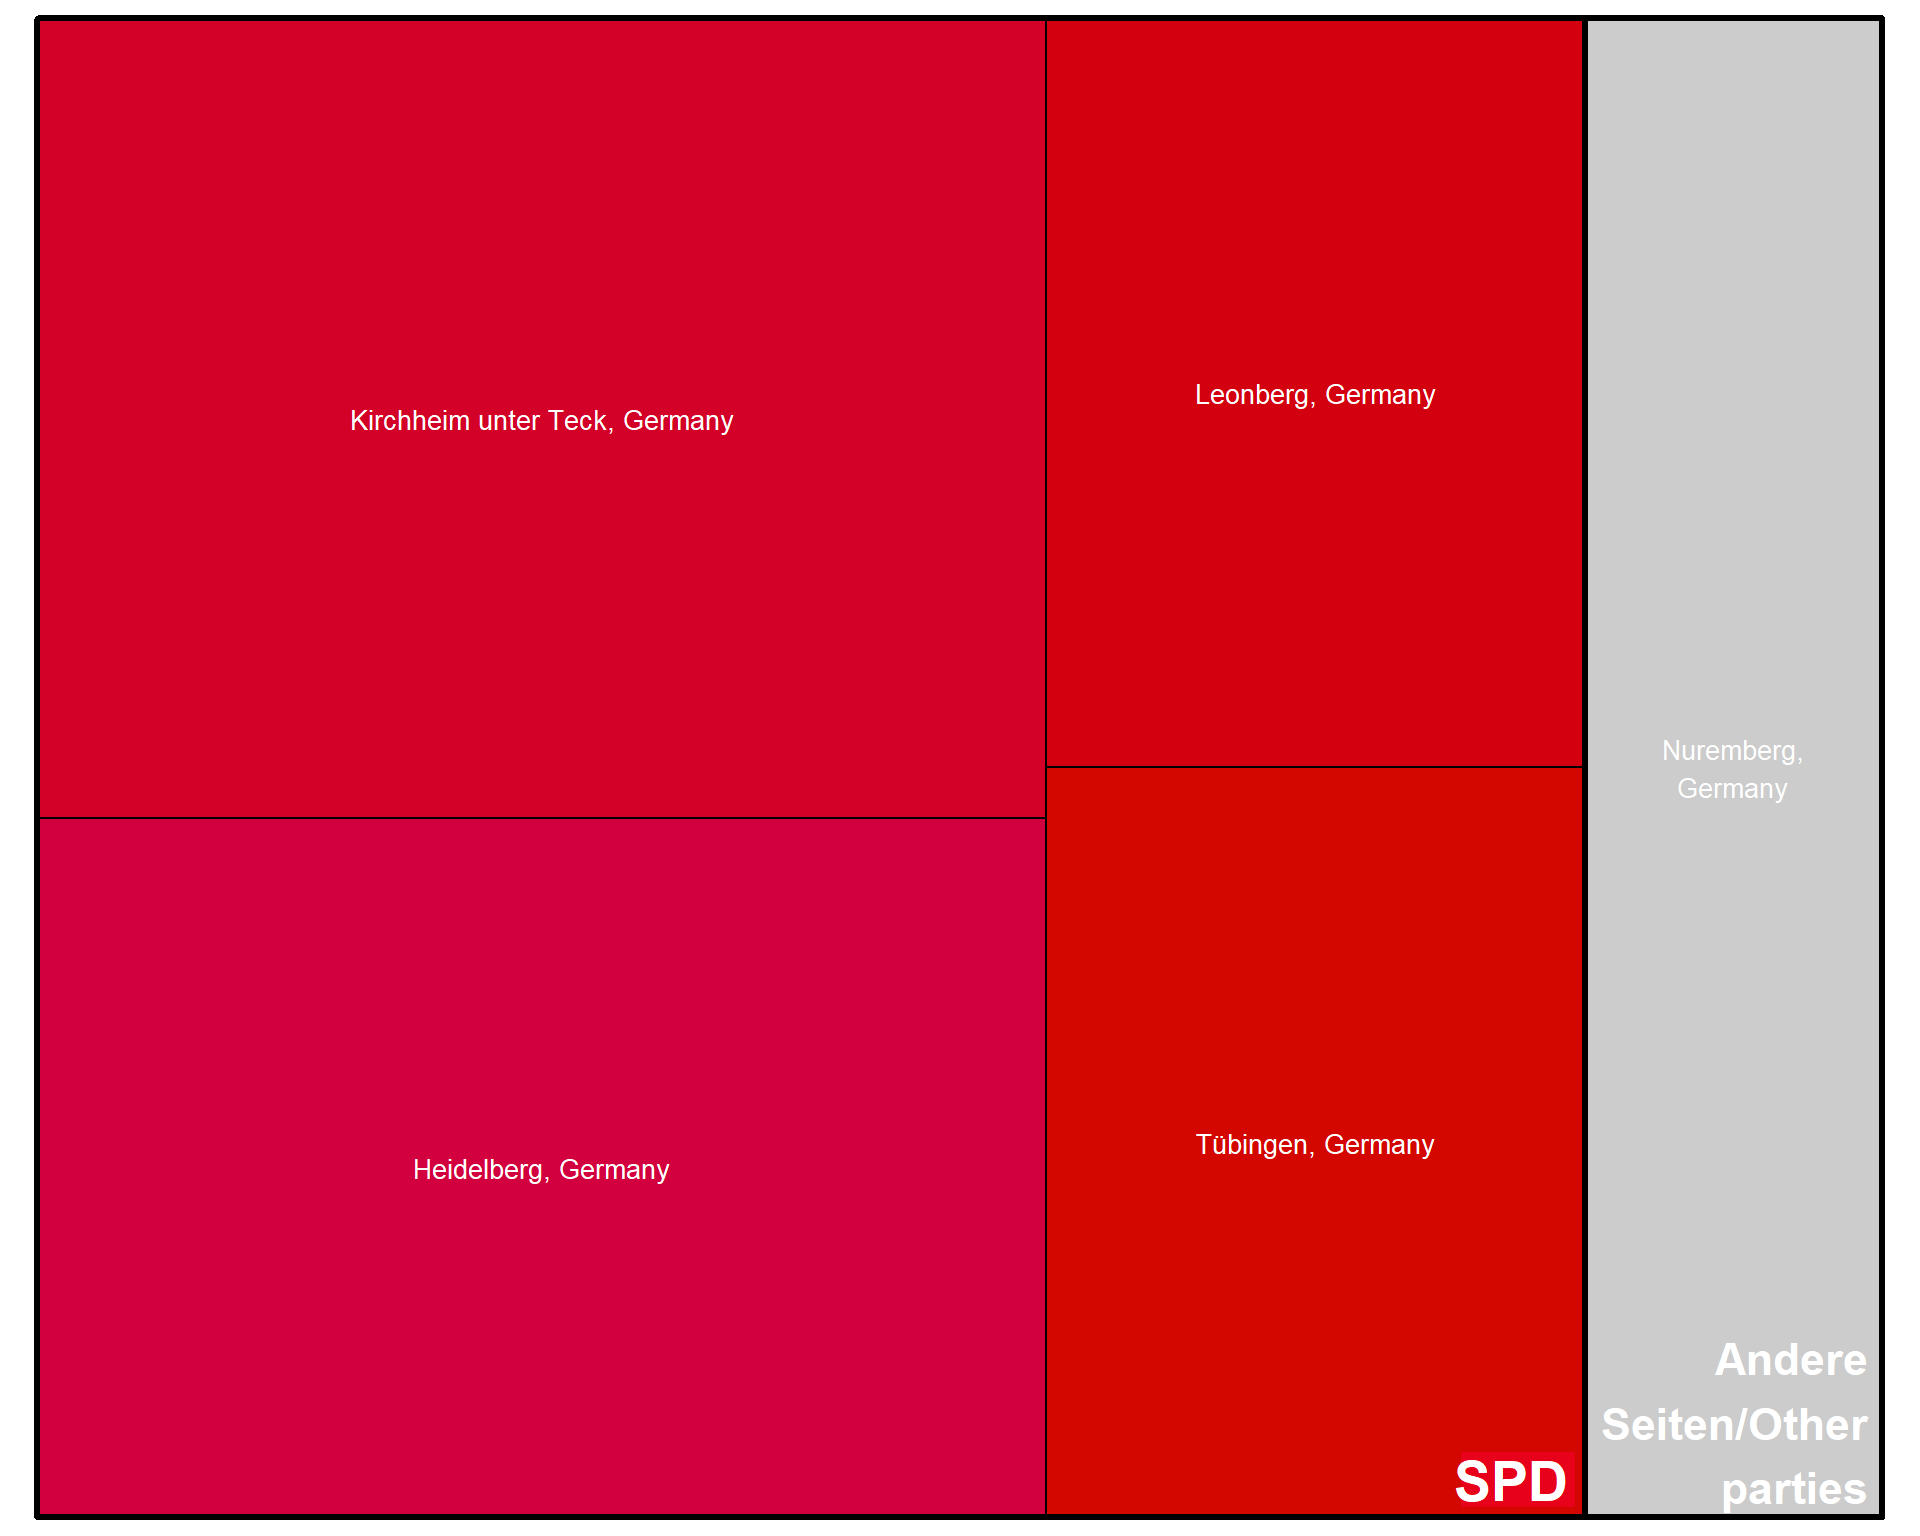 Kirchheim unter Teck, Germany
Leonberg, Germany
Nuremberg,
Germany
Heidelberg, Germany
Tübingen, Germany
SPD
Andere
Seiten/Other
parties